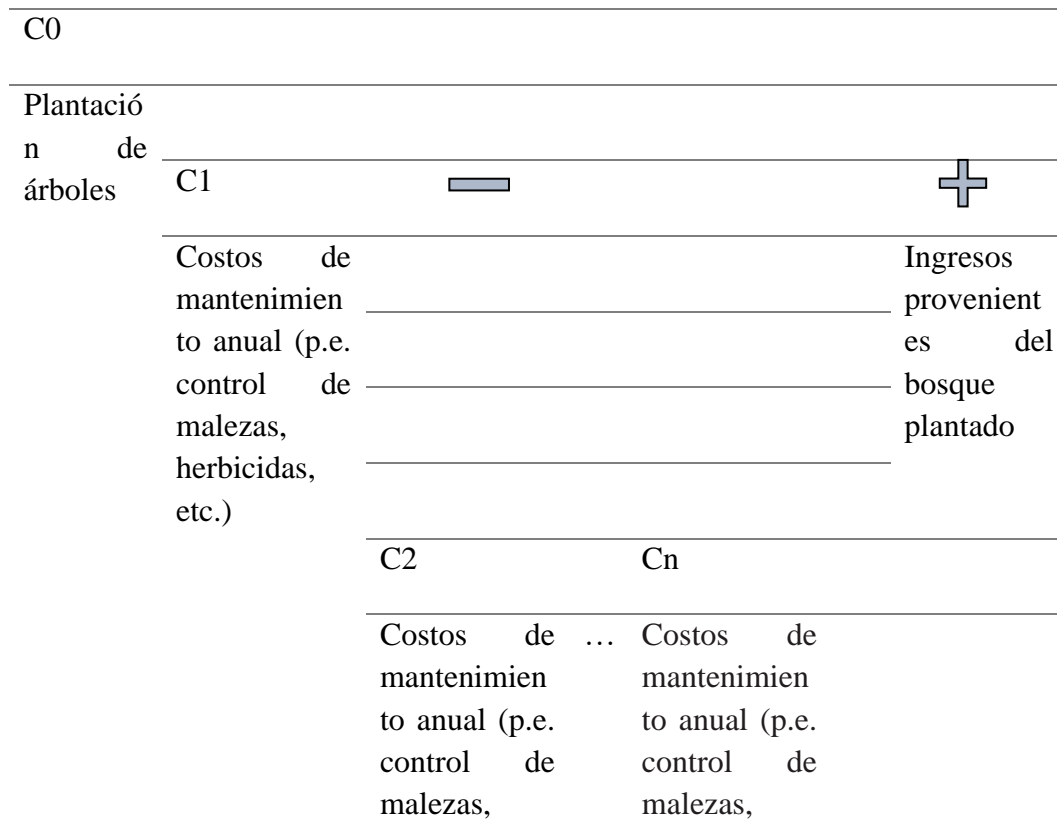 C0
Plantació
n de
árboles
C1
Costos de
mantenimien
to anual (p.e.
control de
malezas,
herbicidas,
etc.)
Ingresos
provenient
es del
bosque
plantado
C2
Costos de
mantenimien
to anual (p.e.
control de
malezas,
…
Cn
Costos de
mantenimien
to anual (p.e.
control de
malezas,